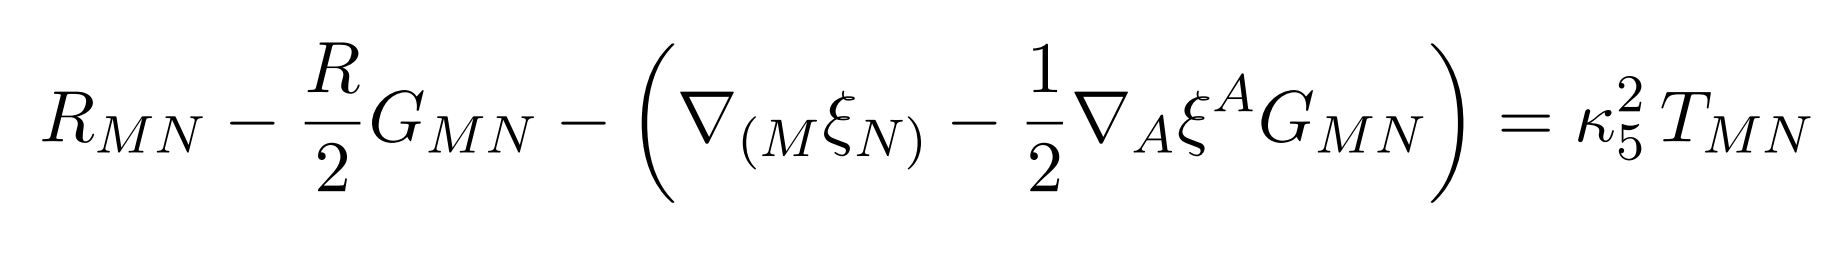 $R_{MN} - \frac{R}{2} G_{MN} - \left( \nabla_{(M} \xi_{N)} - \frac{1}{2} \nabla_A \xi^A G_{MN} \right) = \kappa_5^2 \, T_{MN}$